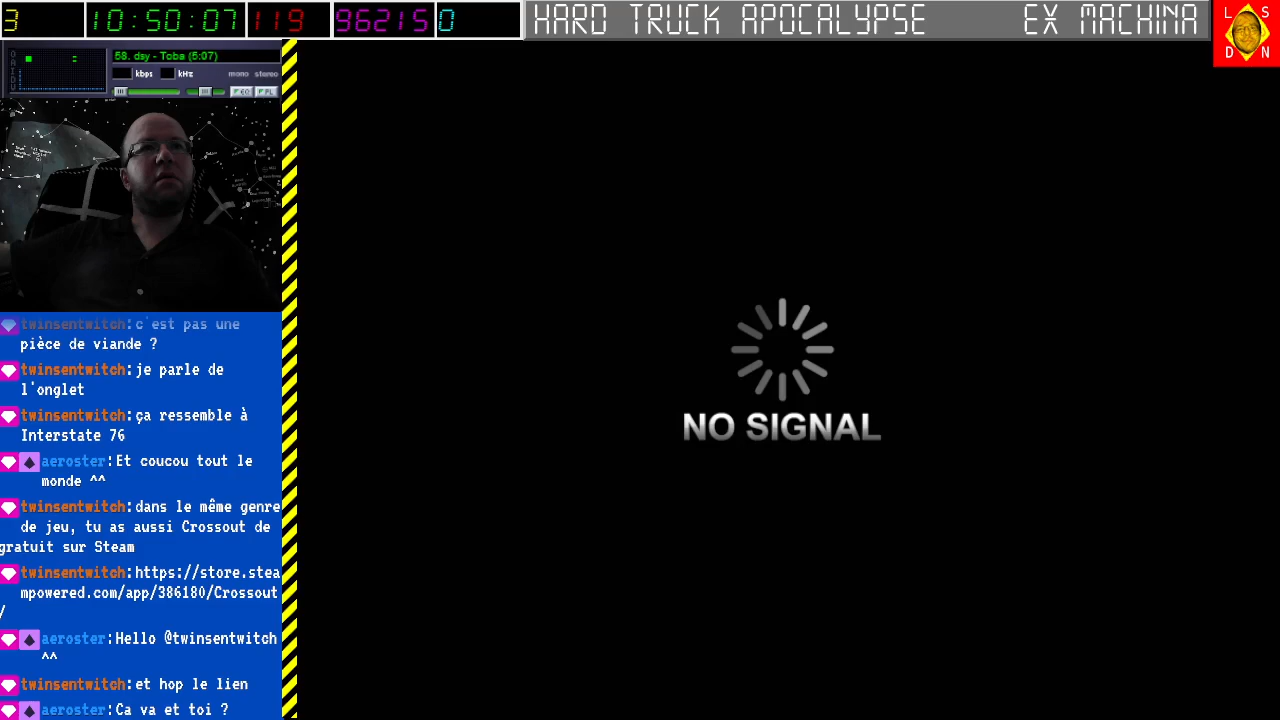 3 10:50:07 119 96215 0 HARD TRUCK APOCALYPSE EX MACHINA
L S
D N
58. dsy - Toba (5:07)
kbps kHz mono stereo
EQ PL
twinsentwitch: c'est pas une
pièce de viande ?
twinsentwitch: je parle de
l'onglet
twinsentwitch: ça ressemble à
Interstate 76
aeroster: Et coucou tout le
monde ^^
twinsentwitch: dans le même genre
de jeu, tu as aussi Crossout de
gratuit sur Steam
twinsentwitch: https://store.stea
mpowered.com/app/386180/Crossout
/
aeroster: Hello @twinsentwitch
^^
twinsentwitch: et hop le lien
aeroster: Ca va et toi ?
NO SIGNAL